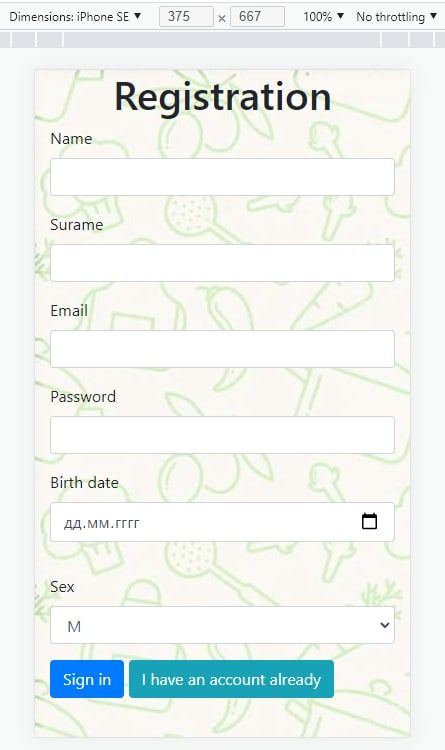 Dimensions: iPhone SE 375 × 667 100% No throttling
Registration
Name
Surame
Email
Password
Birth date
дд.мм.гггг
Sex
M
Sign in I have an account already